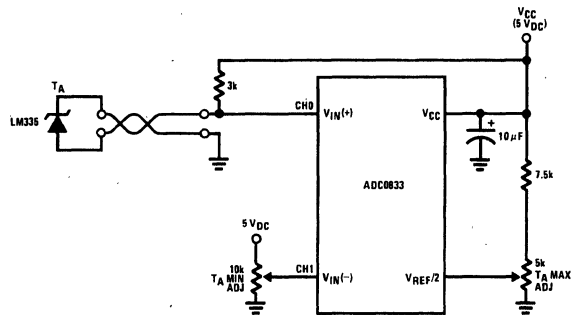 VCC
(5 VDC)
TA
3k
LM335
CH0
VIN(+)
VCC
+
10 μF
ADC0833
7.5k
5 VDC
10k
TA MIN
ADJ
CH1
VIN(−)
VREF/2
5k
TA MAX
ADJ